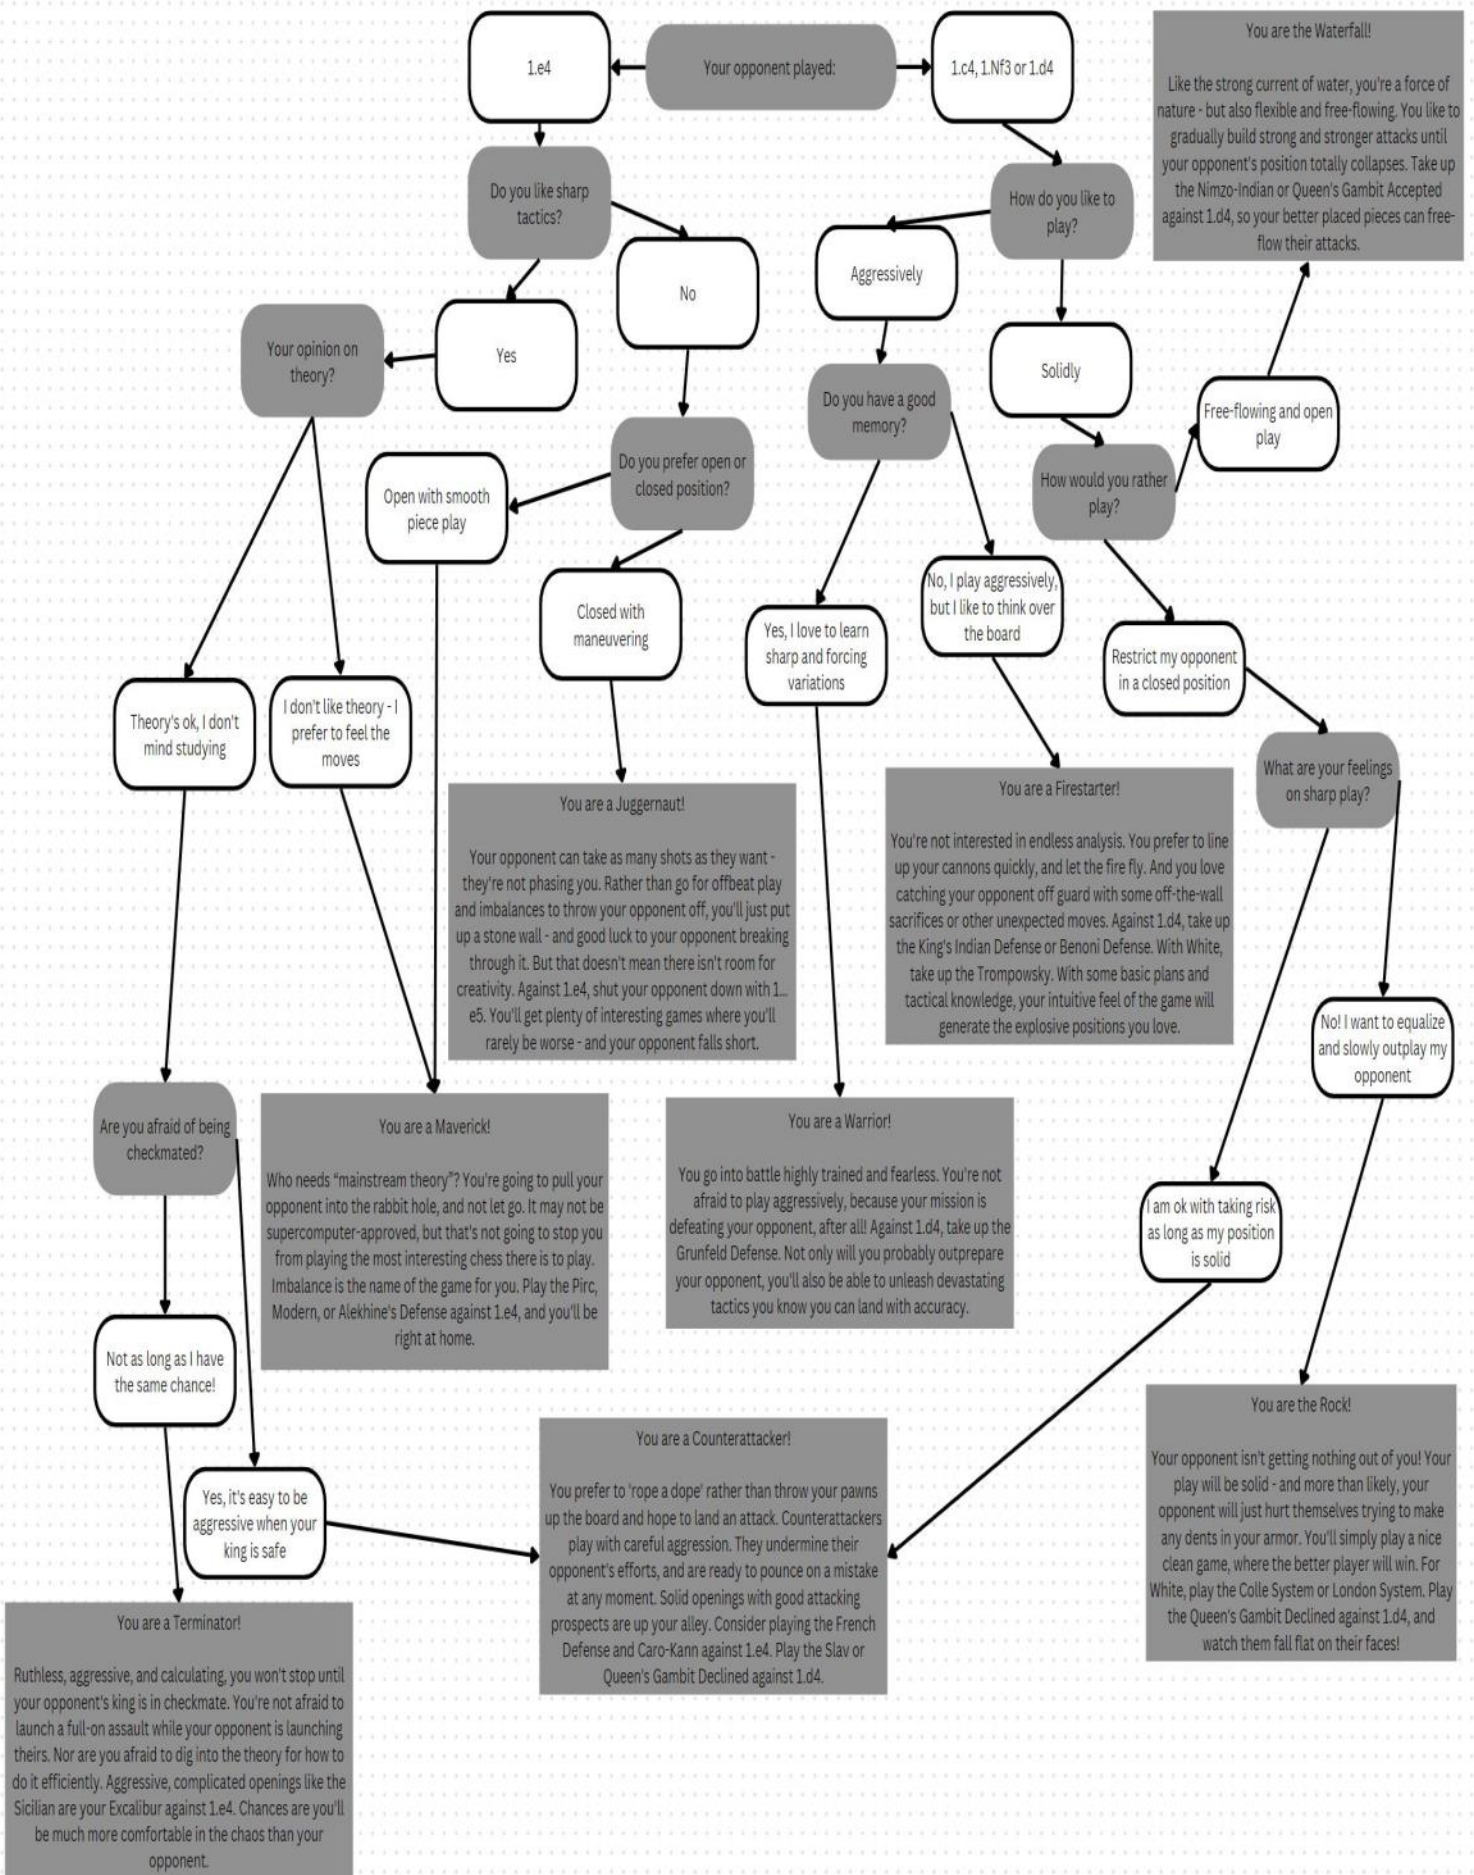 Your opponent played:
1.e4
1.c4, 1.Nf3 or 1.d4
You are the Waterfall!
Like the strong current of water, you're a force of
nature - but also flexible and free-flowing. You like to
gradually build strong and stronger attacks until
your opponent's position totally collapses. Take up
the Nimzo-Indian or Queen's Gambit Accepted
against 1.d4, so your better placed pieces can free-
flow their attacks.
Do you like sharp
tactics?
How do you like to
play?
No
Aggressively
Yes
Your opinion on
theory?
Solidly
Do you have a good
memory?
Free-flowing and open
play
Do you prefer open or
closed position?
How would you rather
play?
Open with smooth
piece play
Closed with
maneuvering
No, I play aggressively,
but I like to think over
the board
Yes, I love to learn
sharp and forcing
variations
Restrict my opponent
in a closed position
Theory's ok, I don't
mind studying
I don't like theory - I
prefer to feel the
moves
What are your feelings
on sharp play?
You are a Juggernaut!
Your opponent can take as many shots as they want -
they're not phasing you. Rather than go for offbeat play
and imbalances to throw your opponent off, you'll just put
up a stone wall - and good luck to your opponent breaking
through it. But that doesn't mean there isn't room for
creativity. Against 1.e4, shut your opponent down with 1...
e5. You'll get plenty of interesting games where you'll
rarely be worse - and your opponent falls short.
You are a Firestarter!
You're not interested in endless analysis. You prefer to line
up your cannons quickly, and let the fire fly. And you love
catching your opponent off guard with some off-the-wall
sacrifices or other unexpected moves. Against 1.d4, take up
the King's Indian Defense or Benoni Defense. With White,
take up the Trompowsky. With some basic plans and
tactical knowledge, your intuitive feel of the game will
generate the explosive positions you love.
No! I want to equalize
and slowly outplay my
opponent
Are you afraid of being
checkmated?
You are a Maverick!
Who needs “mainstream theory”? You're going to pull your
opponent into the rabbit hole, and not let go. It may not be
supercomputer-approved, but that's not going to stop you
from playing the most interesting chess there is to play.
Imbalance is the name of the game for you. Play the Pirc,
Modern, or Alekhine's Defense against 1.e4, and you'll be
right at home.
You are a Warrior!
You go into battle highly trained and fearless. You're not
afraid to play aggressively, because your mission is
defeating your opponent, after all! Against 1.d4, take up the
Grunfeld Defense. Not only will you probably outprepare
your opponent, you'll also be able to unleash devastating
tactics you know you can land with accuracy.
I am ok with taking risk
as long as my position
is solid
Not as long as I have
the same chance!
Yes, it's easy to be
aggressive when your
king is safe
You are a Counterattacker!
You prefer to 'rope a dope' rather than throw your pawns
up the board and hope to land an attack. Counterattackers
play with careful aggression. They undermine their
opponent's efforts, and are ready to pounce on a mistake
at any moment. Solid openings with good attacking
prospects are up your alley. Consider playing the French
Defense and Caro-Kann against 1.e4. Play the Slav or
Queen's Gambit Declined against 1.d4.
You are the Rock!
Your opponent isn't getting nothing out of you! Your
play will be solid - and more than likely, your
opponent will just hurt themselves trying to make
any dents in your armor. You'll simply play a nice
clean game, where the better player will win. For
White, play the Colle System or London System. Play
the Queen's Gambit Declined against 1.d4, and
watch them fall flat on their faces!
You are a Terminator!
Ruthless, aggressive, and calculating, you won't stop until
your opponent's king is in checkmate. You're not afraid to
launch a full-on assault while your opponent is launching
theirs. Nor are you afraid to dig into the theory for how to
do it efficiently. Aggressive, complicated openings like the
Sicilian are your Excalibur against 1.e4. Chances are you'll
be much more comfortable in the chaos than your
opponent.